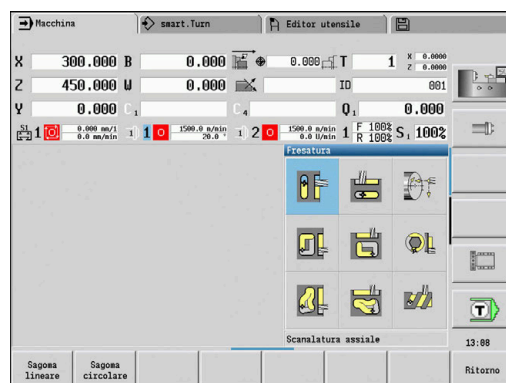 Macchina smart.Turn Editor utensile
X 300.000 B 0.000 0.000 T 1 X 0.0000
Z 0.0000
Z 450.000 U 0.000 ID 001
Y 0.000 C1 C4 Q1 0.000
S1 1 0.000 mm/1 0.0 mm/min 1 1 1500.0 m/min 20.0 ° 1 2 1500.0 m/min 0.0 U/min 1 F 100% R 100% S1 100%
Fresatura
Scanalatura assiale
T
13:08
Sagoma lineare
Sagoma circolare
Ritorno